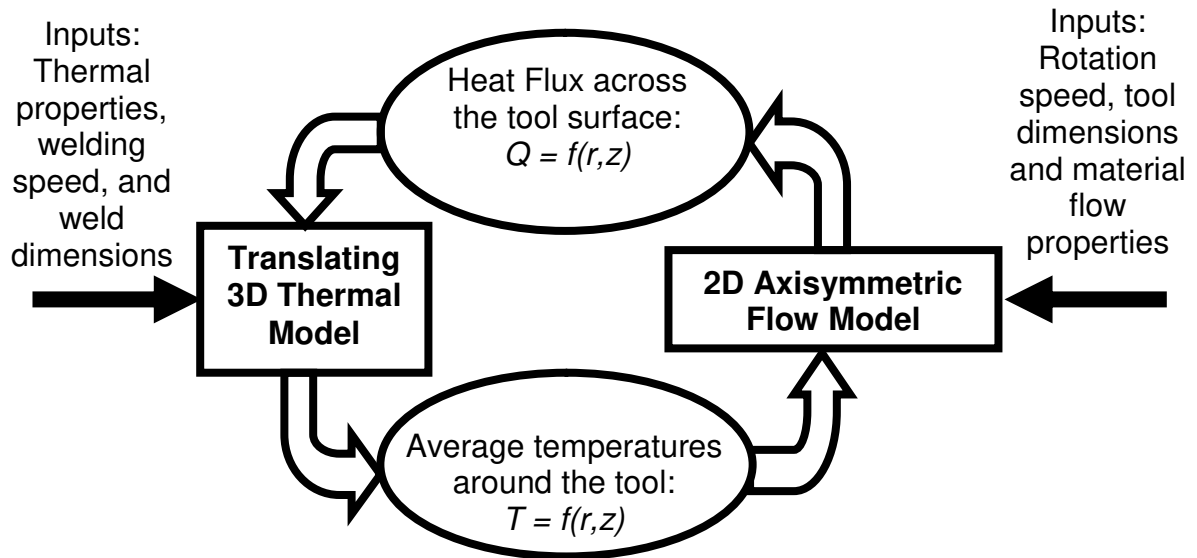 Inputs:
Thermal
properties,
welding
speed, and
weld
dimensions
Heat Flux across
the tool surface:
Q = f(r,z)
Inputs:
Rotation
speed, tool
dimensions
and material
flow
properties
Translating
3D Thermal
Model
2D Axisymmetric
Flow Model
Average temperatures
around the tool:
T = f(r,z)